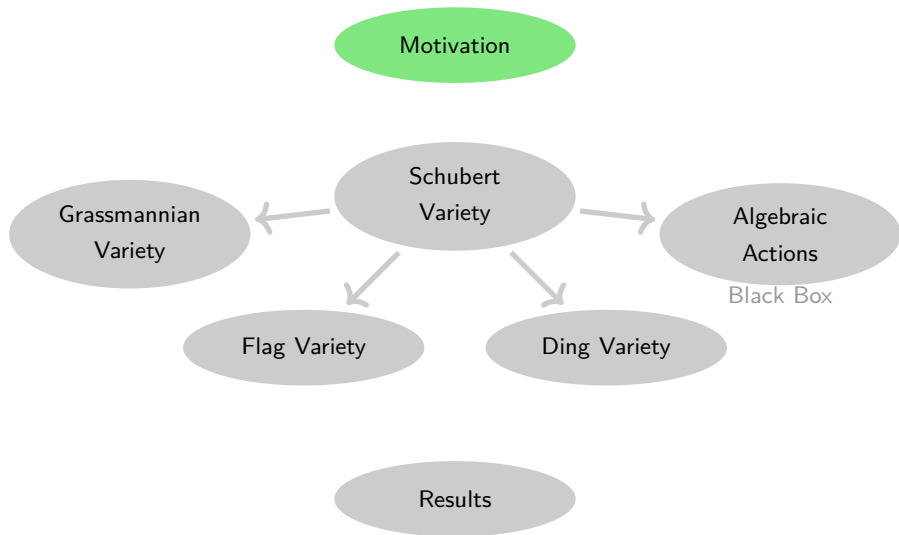 Motivation
Schubert
Variety
Grassmannian
Variety
Algebraic
Actions
Black Box
Flag Variety
Ding Variety
Results